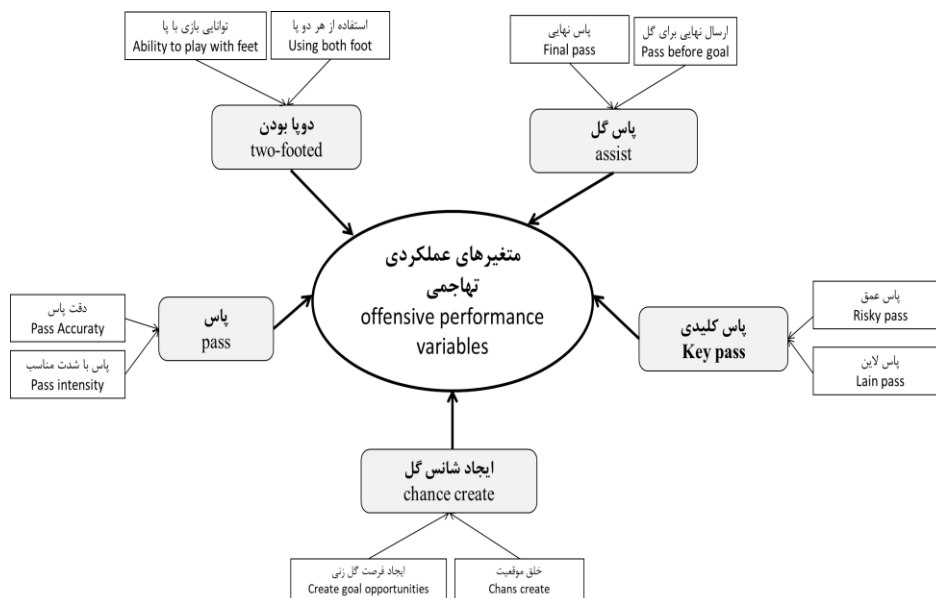 توانایی بازی با پا
Ability to play with feet
استفاده از هر دو پا
Using both foot
پاس نهایی
Final pass
ارسال نهایی برای گل
Pass before goal
دوپا بودن
two-footed
پاس گل
assist
متغیرهای عملکردی
تهاجمی
offensive performance
variables
دقت پاس
Pass Accuraty
پاس با شدت مناسب
Pass intensity
پاس
pass
پاس کلیدی
Key pass
پاس عمق
Risky pass
پاس لاین
Lain pass
ایجاد شانس گل
chance create
ایجاد فرصت گل زنی
Create goal opportunities
خلق موقعیت
Chans create